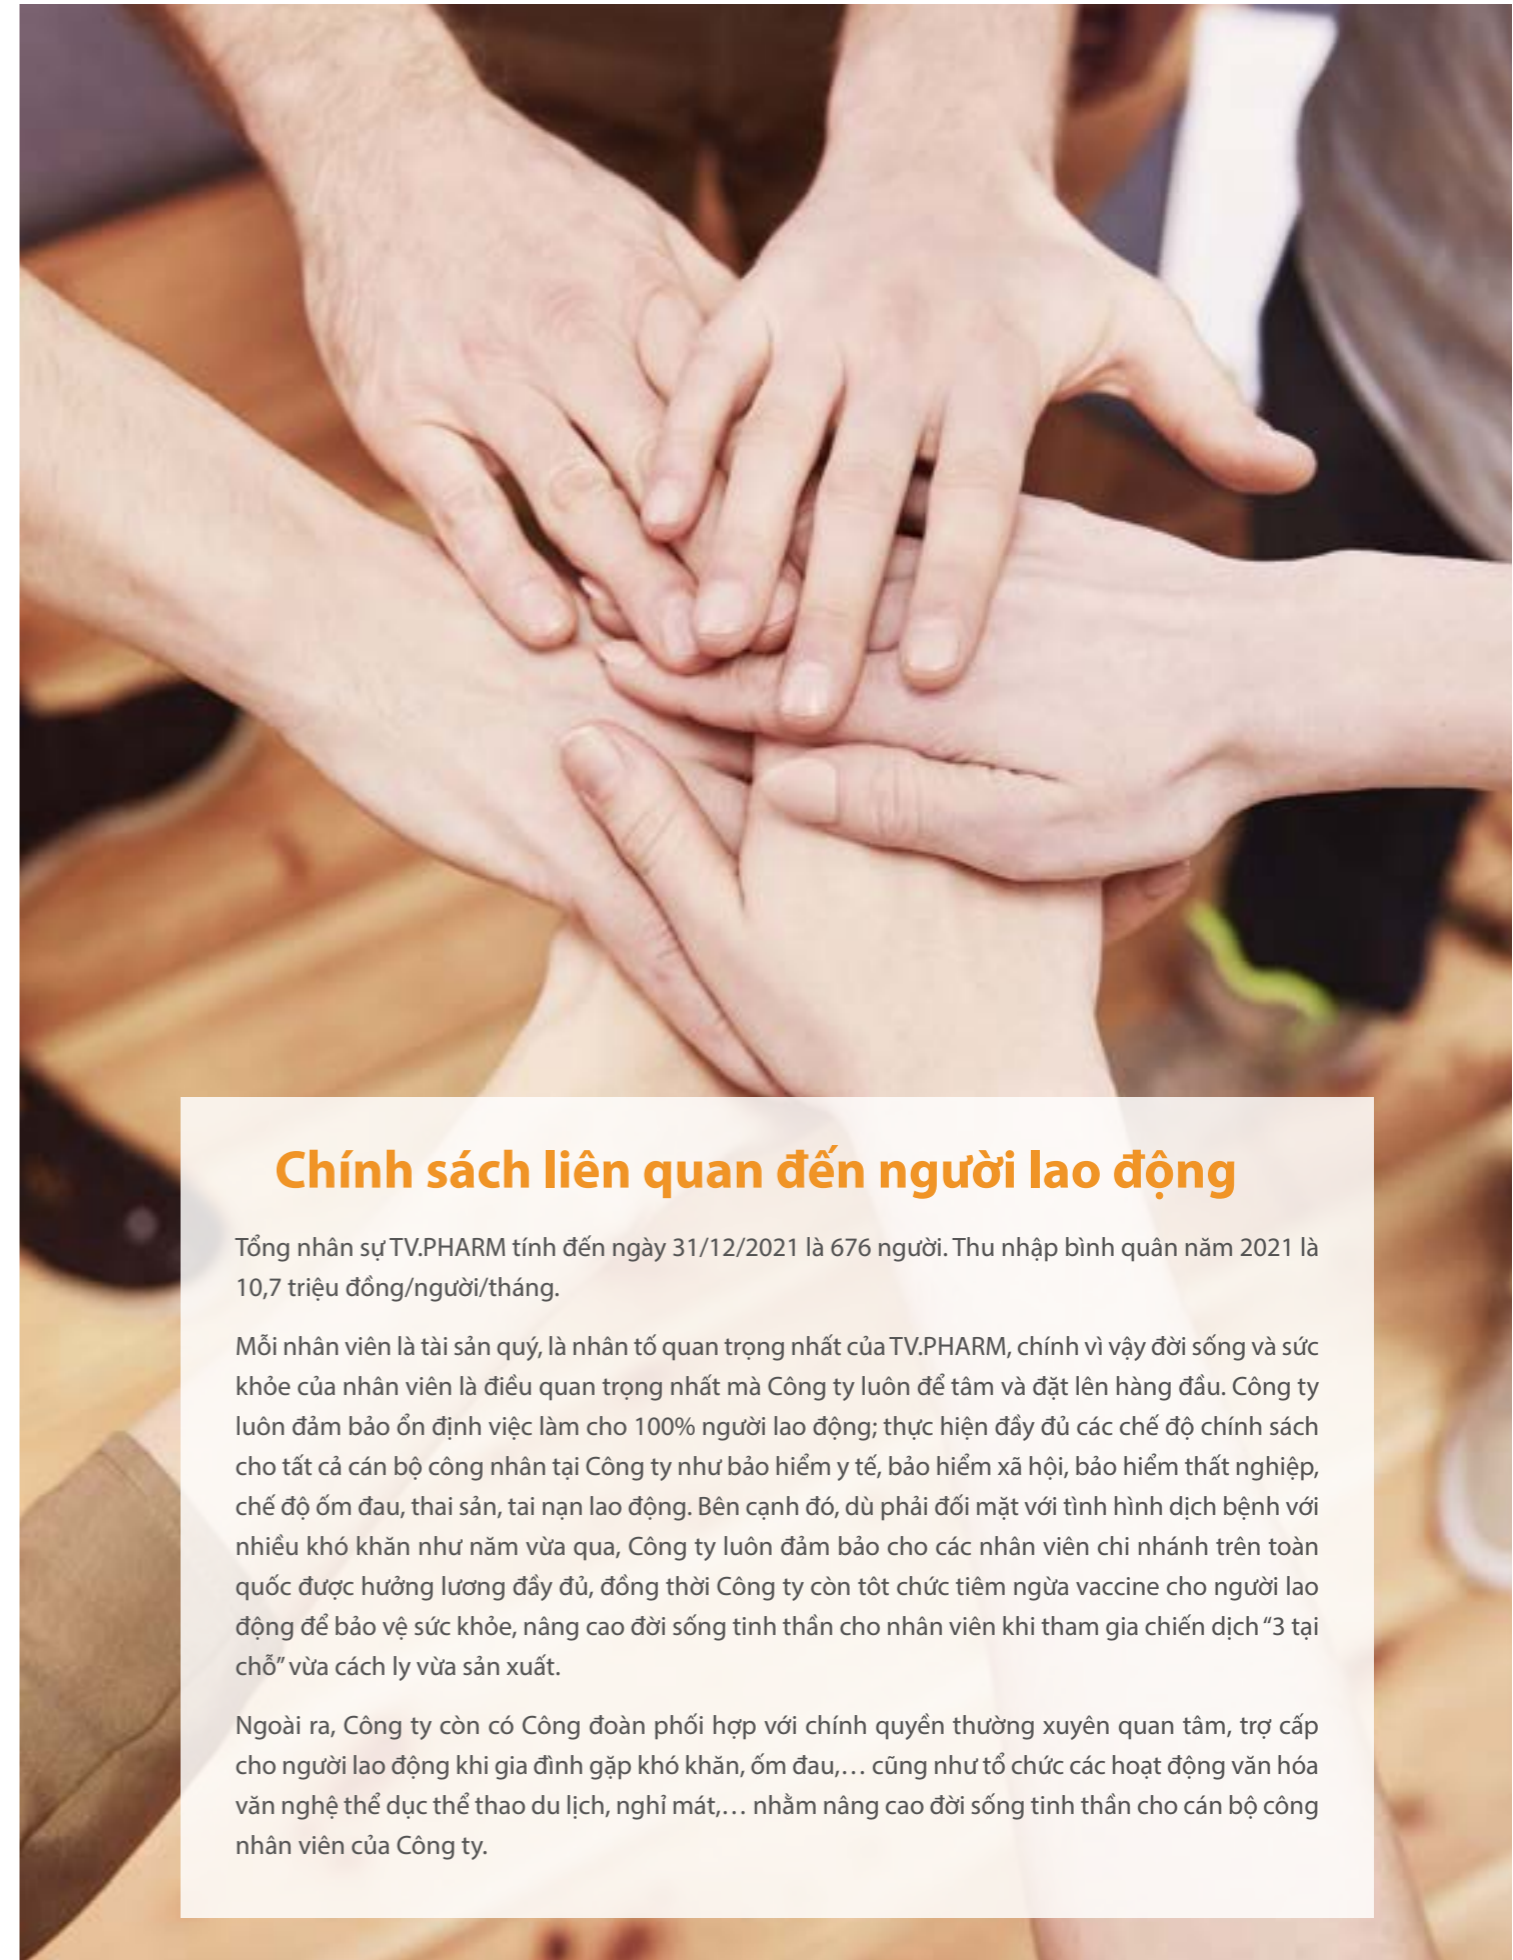 Chính sách liên quan đến người lao động
Tổng nhân sự TV.PHARM tính đến ngày 31/12/2021 là 676 người. Thu nhập bình quân năm 2021 là
10,7 triệu đồng/người/tháng.
Mỗi nhân viên là tài sản quý, là nhân tố quan trọng nhất của TV.PHARM, chính vì vậy đời sống và sức
khỏe của nhân viên là điều quan trọng nhất mà Công ty luôn để tâm và đặt lên hàng đầu. Công ty
luôn đảm bảo ổn định việc làm cho 100% người lao động; thực hiện đầy đủ các chế độ chính sách
cho tất cả cán bộ công nhân tại Công ty như bảo hiểm y tế, bảo hiểm xã hội, bảo hiểm thất nghiệp,
chế độ ốm đau, thai sản, tai nạn lao động. Bên cạnh đó, dù phải đối mặt với tình hình dịch bệnh với
nhiều khó khăn như năm vừa qua, Công ty luôn đảm bảo cho các nhân viên chi nhánh trên toàn
quốc được hưởng lương đầy đủ, đồng thời Công ty còn tôt chức tiêm ngừa vaccine cho người lao
động để bảo vệ sức khỏe, nâng cao đời sống tinh thần cho nhân viên khi tham gia chiến dịch “3 tại
chỗ” vừa cách ly vừa sản xuất.
Ngoài ra, Công ty còn có Công đoàn phối hợp với chính quyền thường xuyên quan tâm, trợ cấp
cho người lao động khi gia đình gặp khó khăn, ốm đau,… cũng như tổ chức các hoạt động văn hóa
văn nghệ thể dục thể thao du lịch, nghỉ mát,… nhằm nâng cao đời sống tinh thần cho cán bộ công
nhân viên của Công ty.